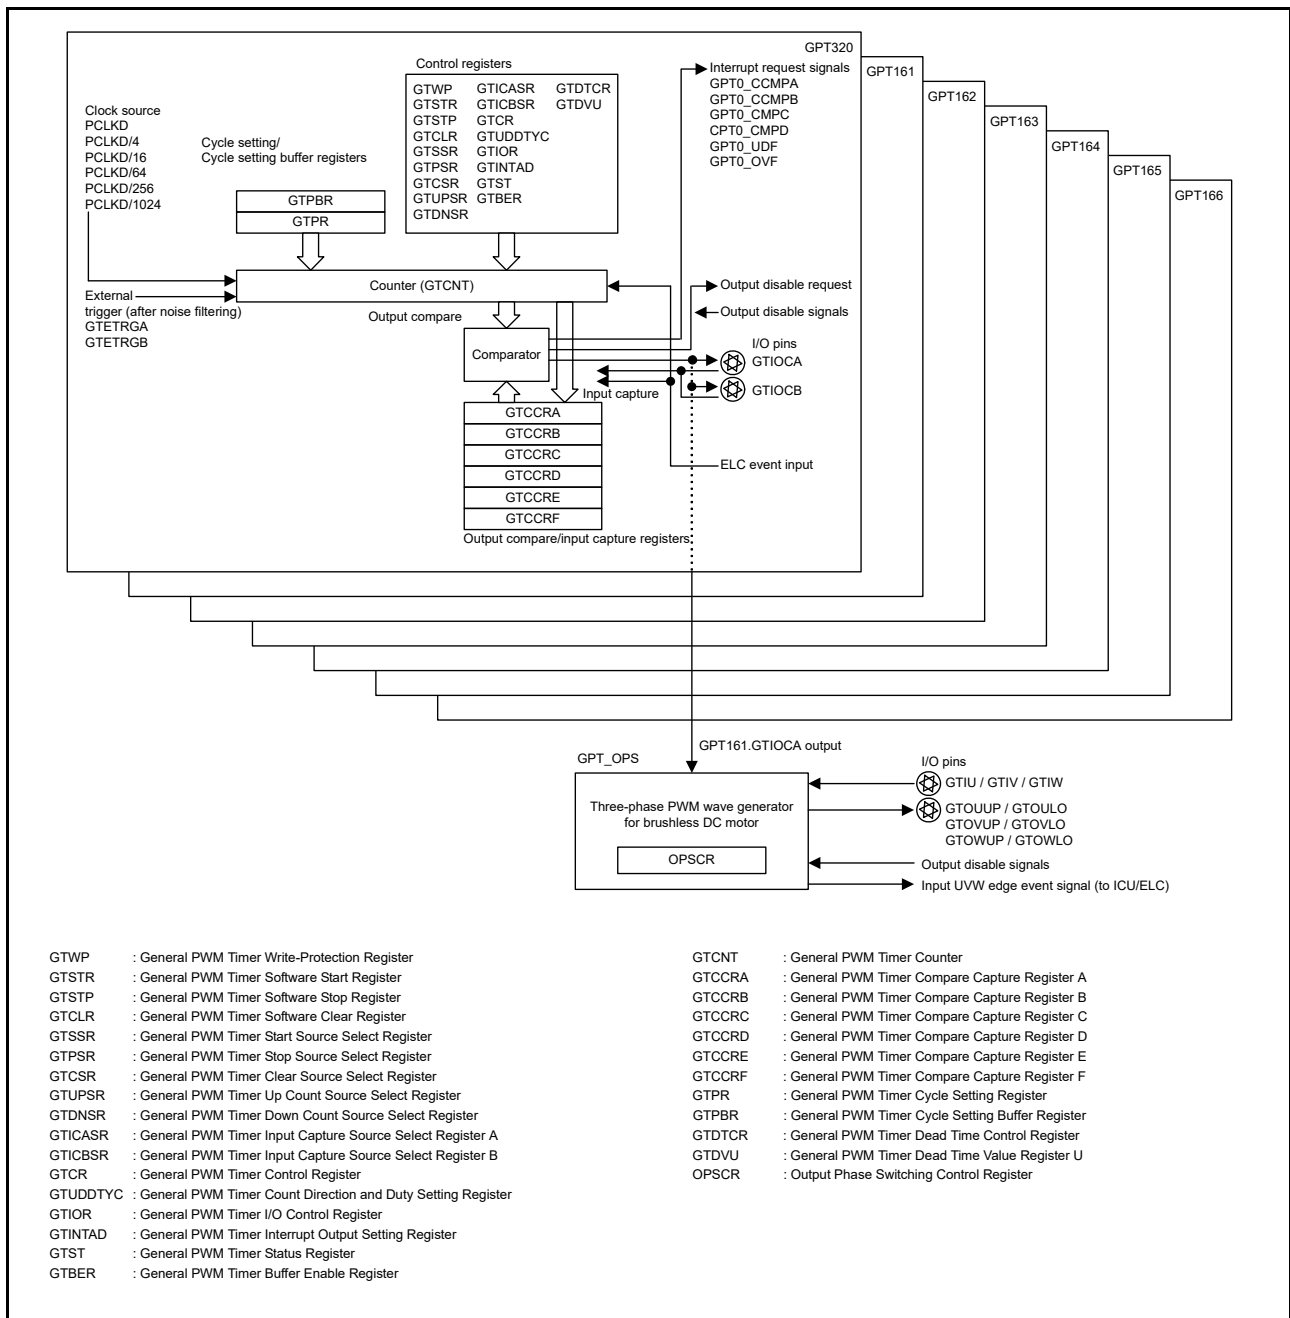 GPT320
GPT161
GPT162
GPT163
GPT164
GPT165
GPT166
Clock source
PCLKD
PCLKD/4
PCLKD/16
PCLKD/64
PCLKD/256
PCLKD/1024
Cycle setting/
Cycle setting buffer registers
GTPBR
GTPR
Control registers
GTWP GTICASR GTDTCR
GTSTR GTICBSR GTDVU
GTSTP GTCR
GTCLR GTUDDTYC
GTSSR GTIOR
GTPSR GTINTAD
GTCSR GTST
GTUPSR GTBER
GTDNSR
Interrupt request signals
GPT0_CCMPA
GPT0_CCMPB
GPT0_CMPC
CPT0_CMPD
GPT0_UDF
GPT0_OVF
Counter (GTCNT)
External
trigger (after noise filtering)
GTETRGA
GTETRGB
Output compare
Comparator
Output disable request
Output disable signals
I/O pins
GTIOCA
GTIOCB
Input capture
GTCCRA
GTCCRB
GTCCRC
GTCCRD
GTCCRE
GTCCRF
Output compare/input capture registers
ELC event input
GPT161.GTIOCA output
GPT_OPS
Three-phase PWM wave generator
for brushless DC motor
OPSCR
I/O pins
GTIU / GTIV / GTIW
GTOUUP / GTOULO
GTOVUP / GTOVLO
GTOWUP / GTOWLO
Output disable signals
Input UVW edge event signal (to ICU/ELC)
GTWP : General PWM Timer Write-Protection Register
GTSTR : General PWM Timer Software Start Register
GTSTP : General PWM Timer Software Stop Register
GTCLR : General PWM Timer Software Clear Register
GTSSR : General PWM Timer Start Source Select Register
GTPSR : General PWM Timer Stop Source Select Register
GTCSR : General PWM Timer Clear Source Select Register
GTUPSR : General PWM Timer Up Count Source Select Register
GTDNSR : General PWM Timer Down Count Source Select Register
GTICASR : General PWM Timer Input Capture Source Select Register A
GTICBSR : General PWM Timer Input Capture Source Select Register B
GTCR : General PWM Timer Control Register
GTUDDTYC : General PWM Timer Count Direction and Duty Setting Register
GTIOR : General PWM Timer I/O Control Register
GTINTAD : General PWM Timer Interrupt Output Setting Register
GTST : General PWM Timer Status Register
GTBER : General PWM Timer Buffer Enable Register
GTCNT : General PWM Timer Counter
GTCCRA : General PWM Timer Compare Capture Register A
GTCCRB : General PWM Timer Compare Capture Register B
GTCCRC : General PWM Timer Compare Capture Register C
GTCCRD : General PWM Timer Compare Capture Register D
GTCCRE : General PWM Timer Compare Capture Register E
GTCCRF : General PWM Timer Compare Capture Register F
GTPR : General PWM Timer Cycle Setting Register
GTPBR : General PWM Timer Cycle Setting Buffer Register
GTDTCR : General PWM Timer Dead Time Control Register
GTDVU : General PWM Timer Dead Time Value Register U
OPSCR : Output Phase Switching Control Register